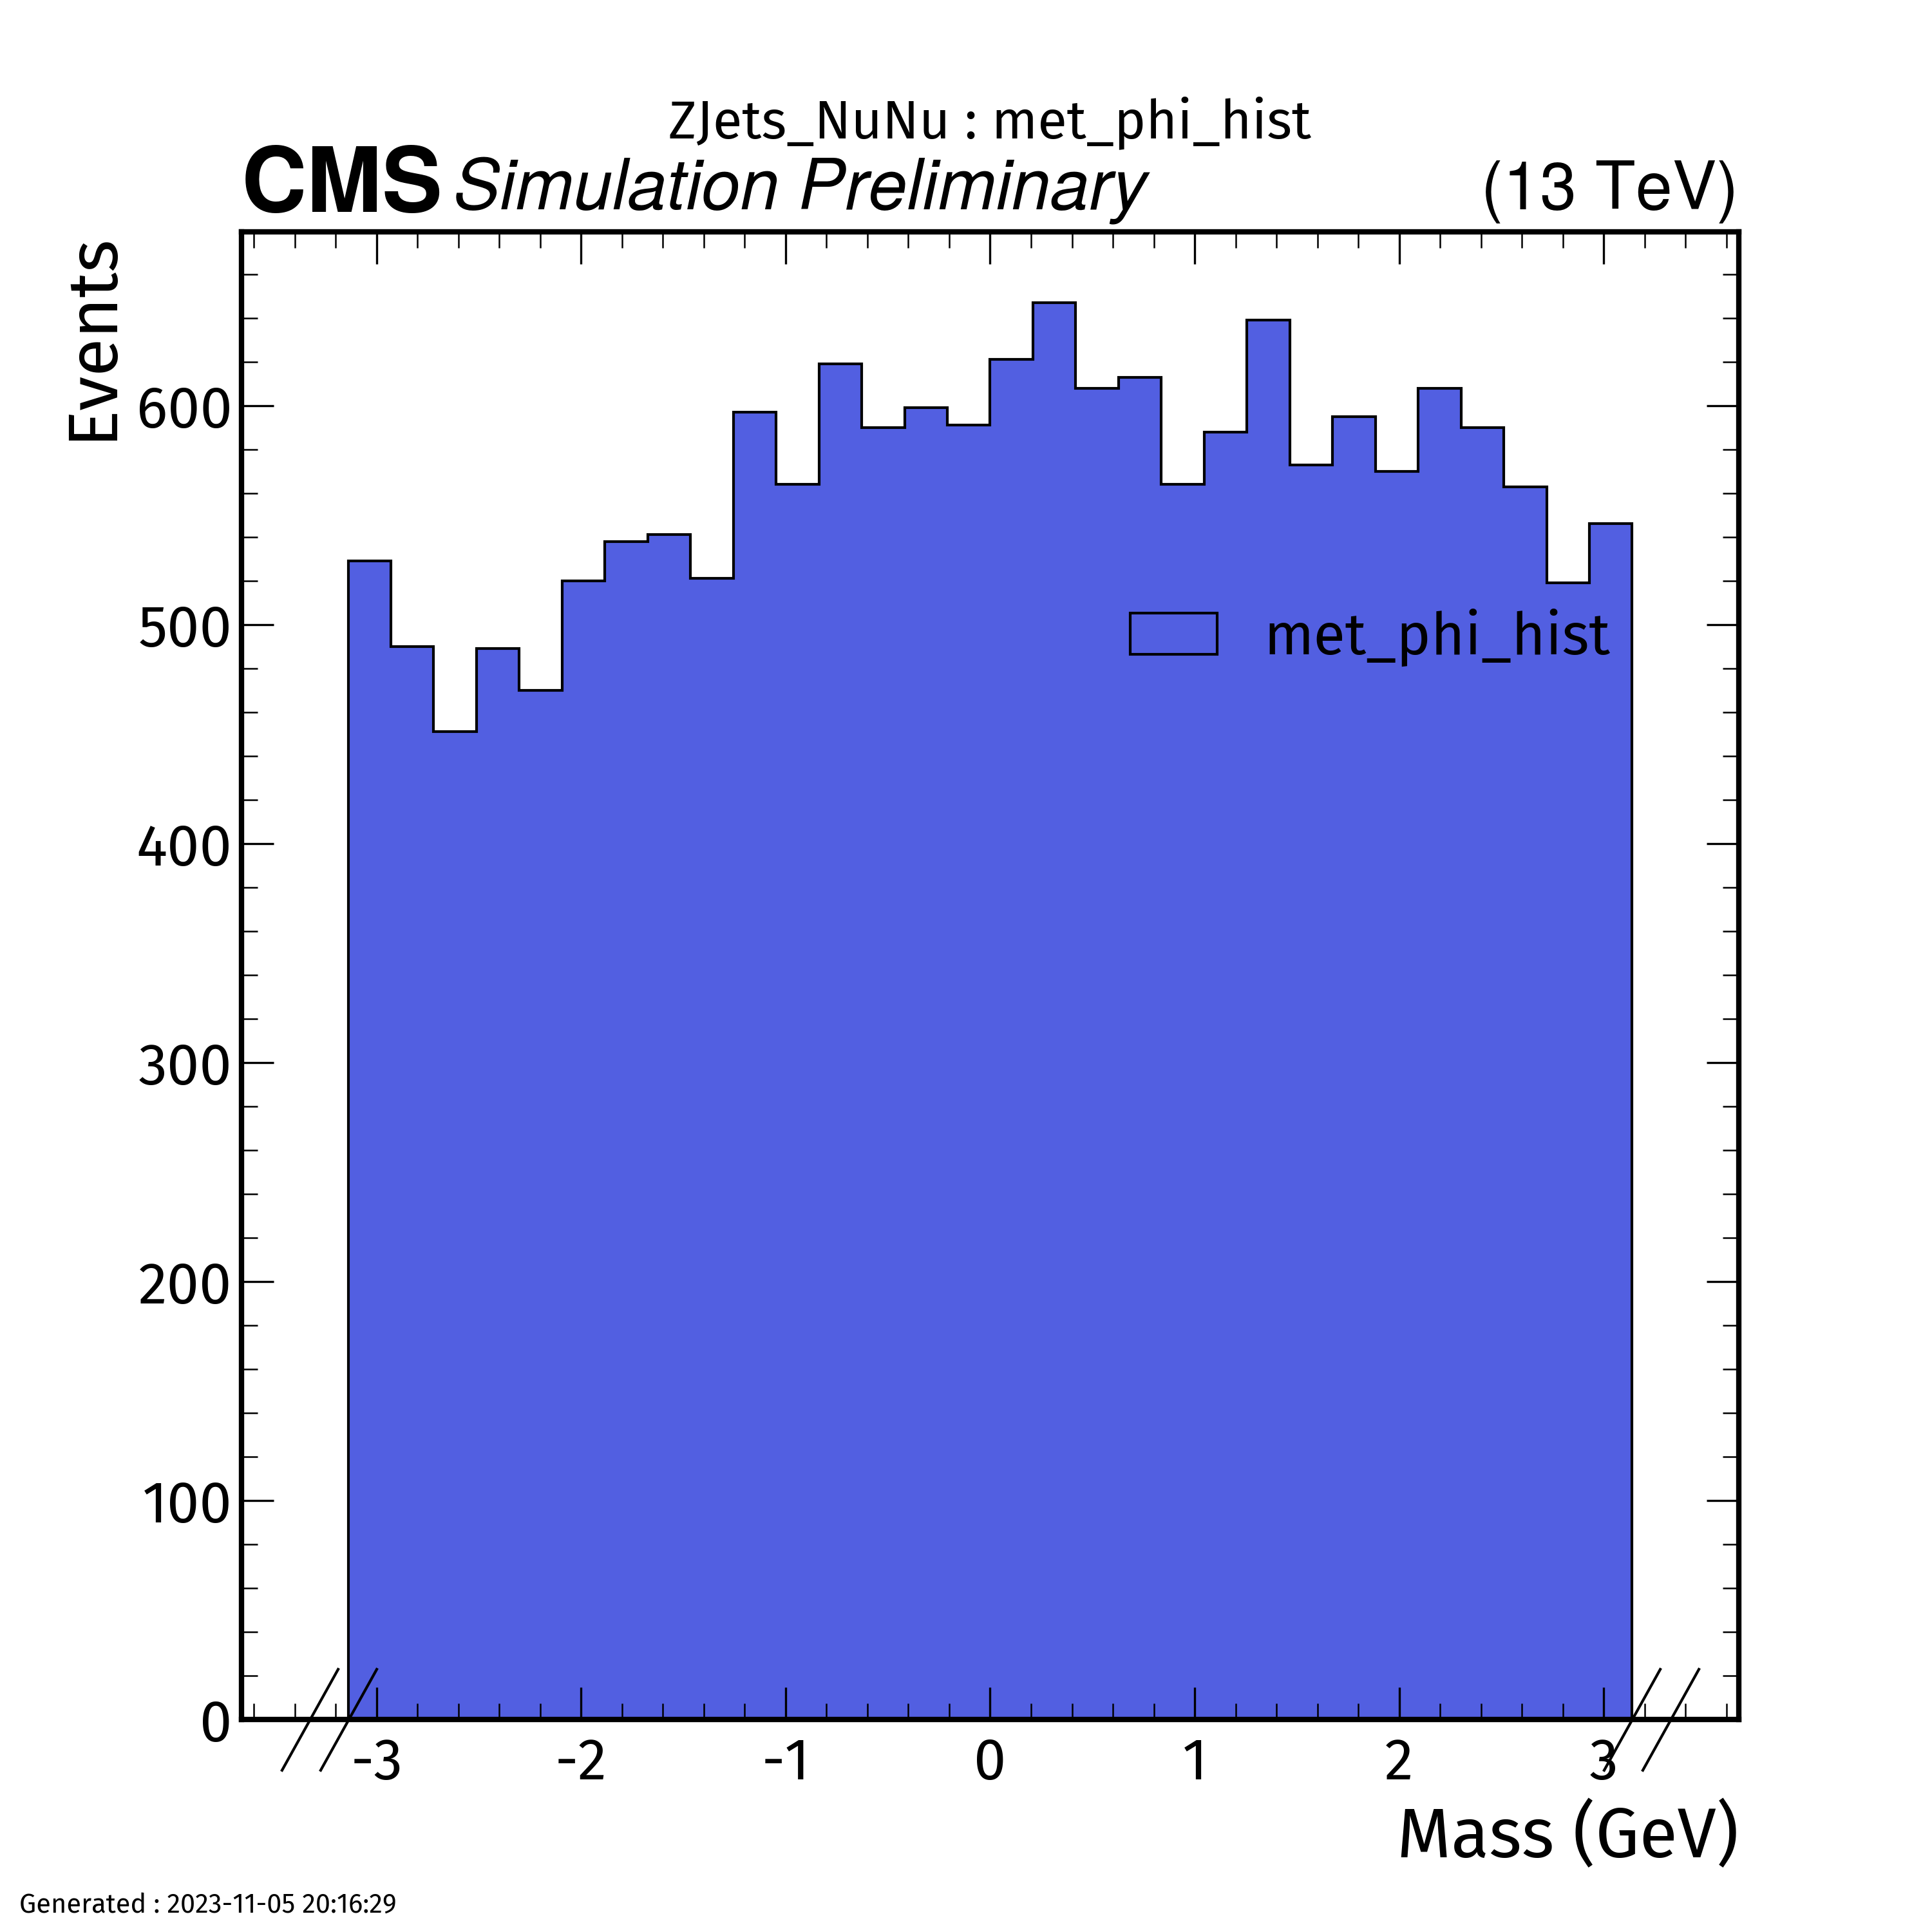 ZJets_NuNu : met_phi_hist
CMS Simulation Preliminary (13 TeV)
Events
600
500
met_phi_hist
400
300
200
100
0
-3 -2 -1 0 1 2 3
Mass (GeV)
Generated : 2023-11-05 20:16:29